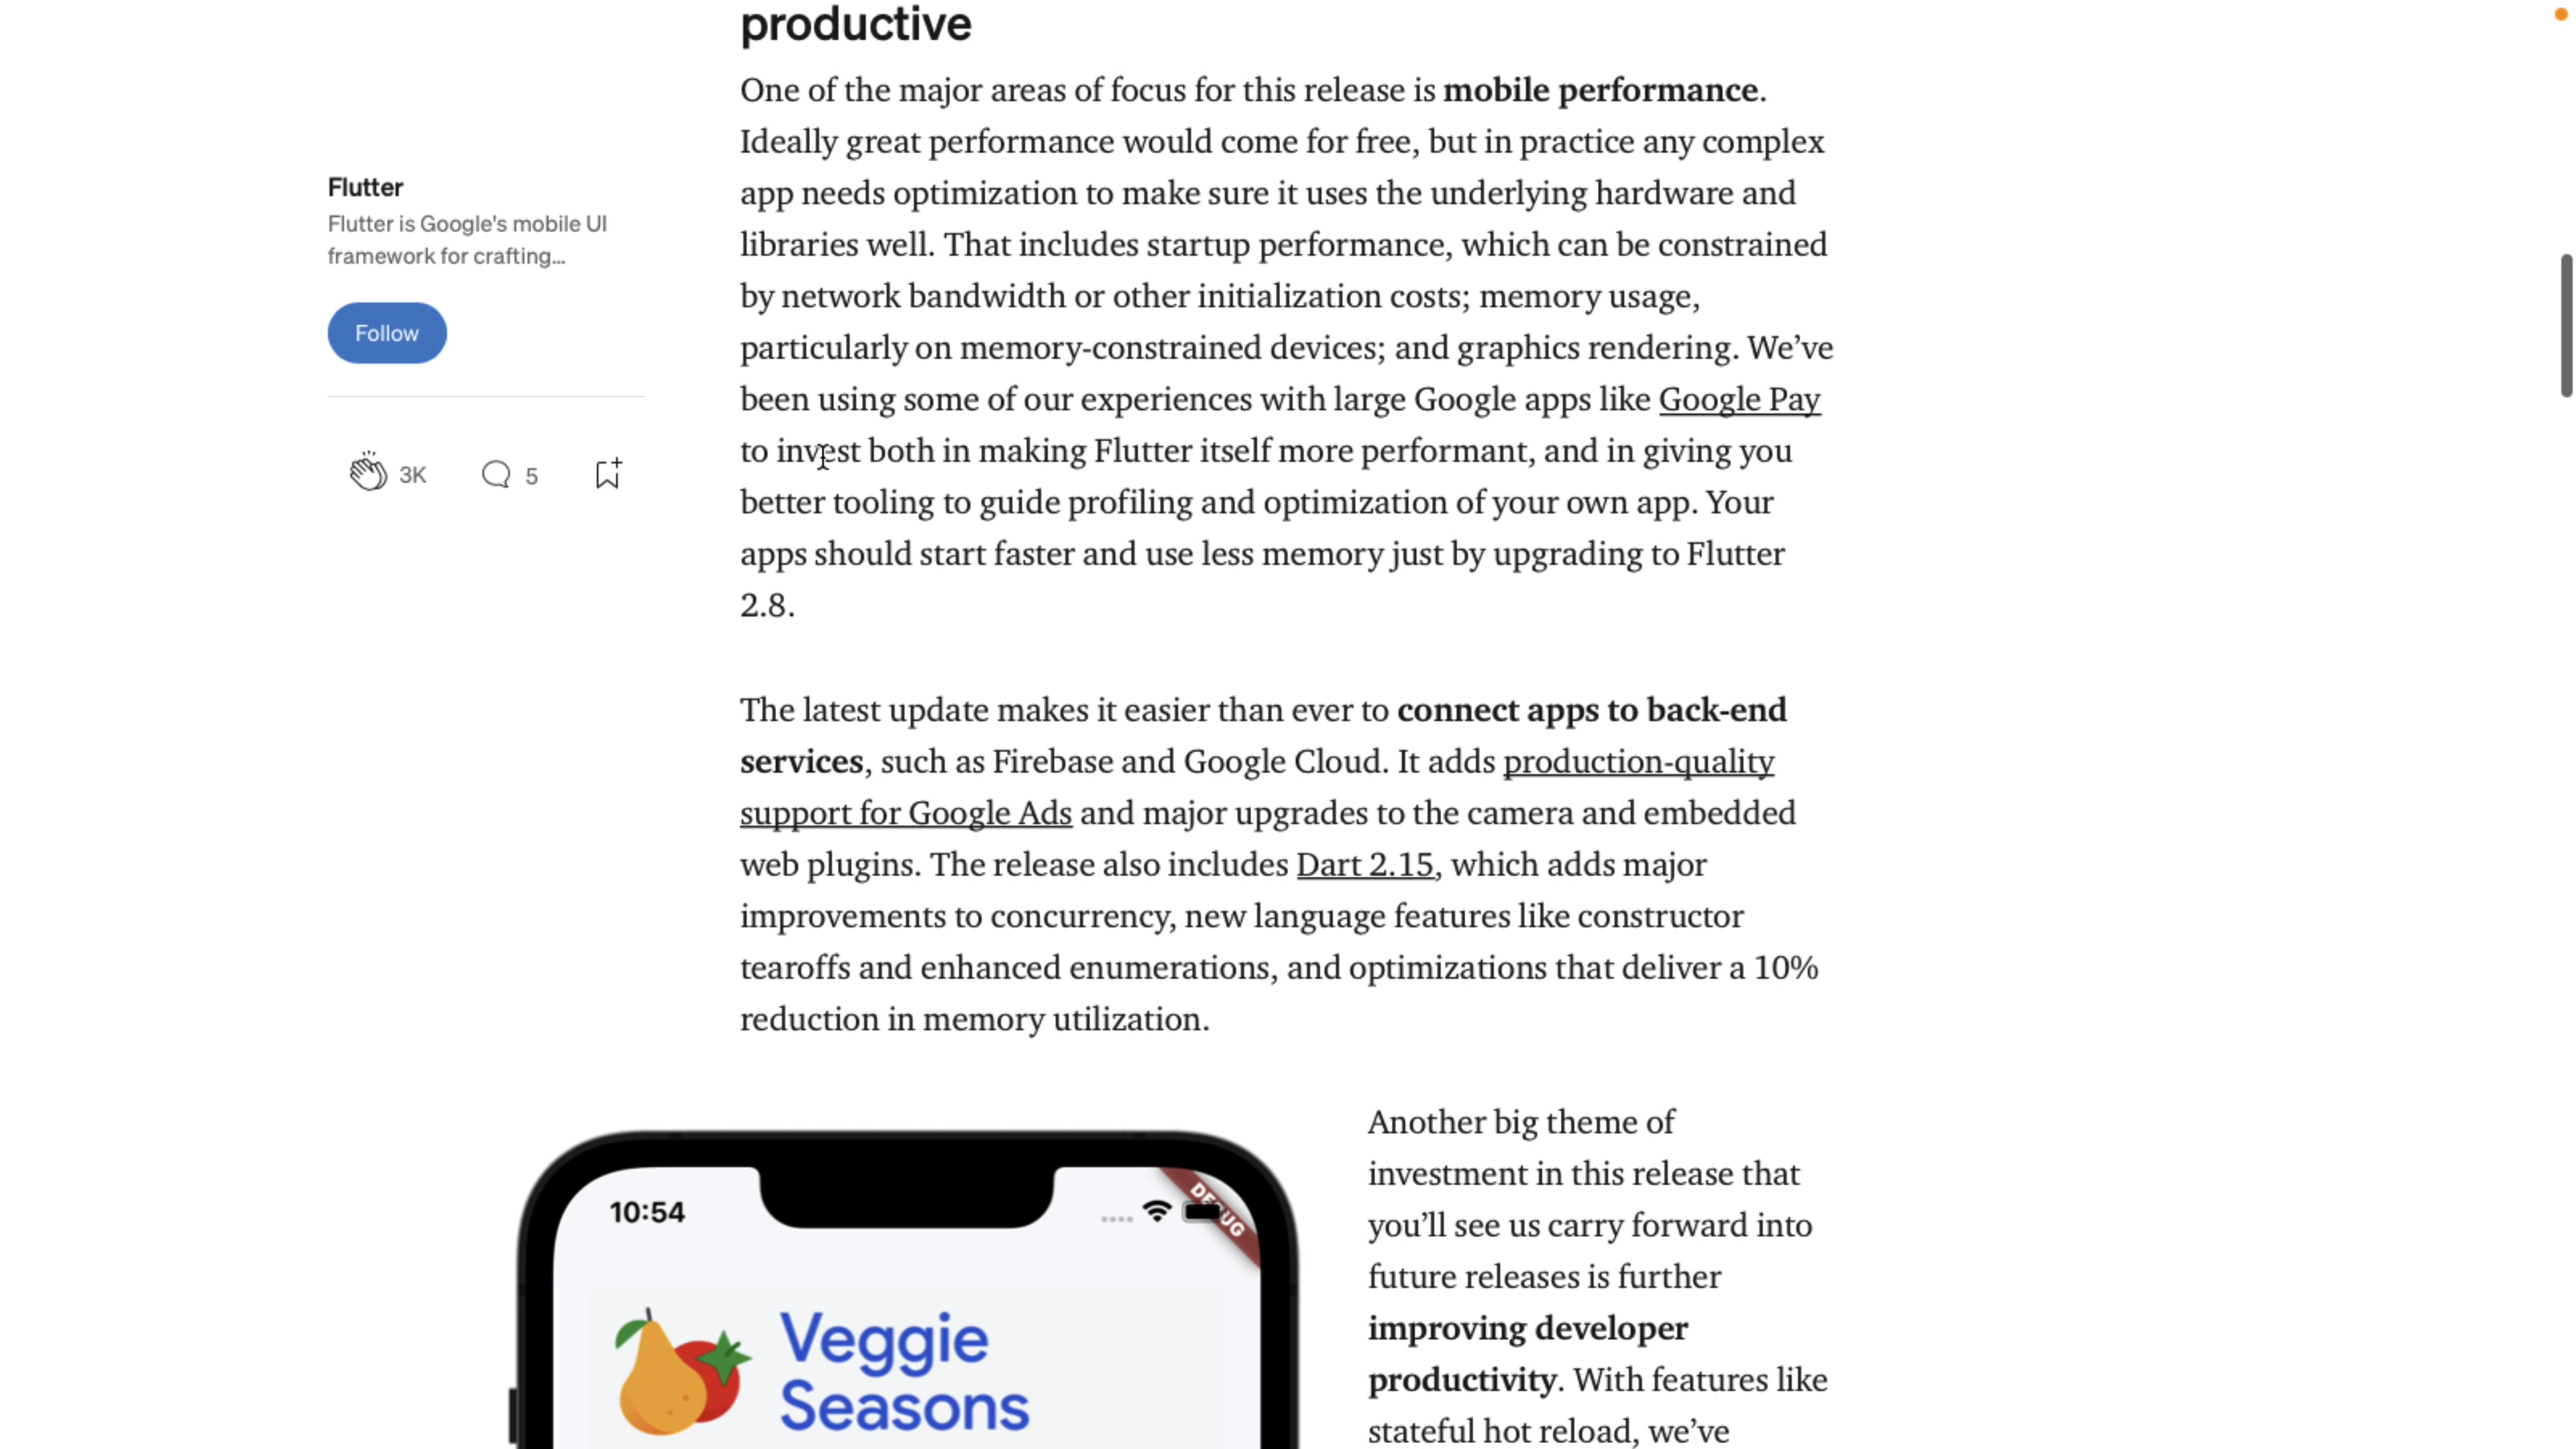 productive
One of the major areas of focus for this release is mobile performance.
Ideally great performance would come for free, but in practice any complex
app needs optimization to make sure it uses the underlying hardware and
libraries well. That includes startup performance, which can be constrained
by network bandwidth or other initialization costs; memory usage,
particularly on memory-constrained devices; and graphics rendering. We’ve
been using some of our experiences with large Google apps like Google Pay
to invest both in making Flutter itself more performant, and in giving you
better tooling to guide profiling and optimization of your own app. Your
apps should start faster and use less memory just by upgrading to Flutter
2.8.
Flutter
Flutter is Google's mobile UI
framework for crafting...
Follow
3K
5
The latest update makes it easier than ever to connect apps to back-end
services, such as Firebase and Google Cloud. It adds production-quality
support for Google Ads and major upgrades to the camera and embedded
web plugins. The release also includes Dart 2.15, which adds major
improvements to concurrency, new language features like constructor
tearoffs and enhanced enumerations, and optimizations that deliver a 10%
reduction in memory utilization.
10:54
DEBUG
Veggie
Seasons
Another big theme of
investment in this release that
you’ll see us carry forward into
future releases is further
improving developer
productivity. With features like
stateful hot reload, we’ve